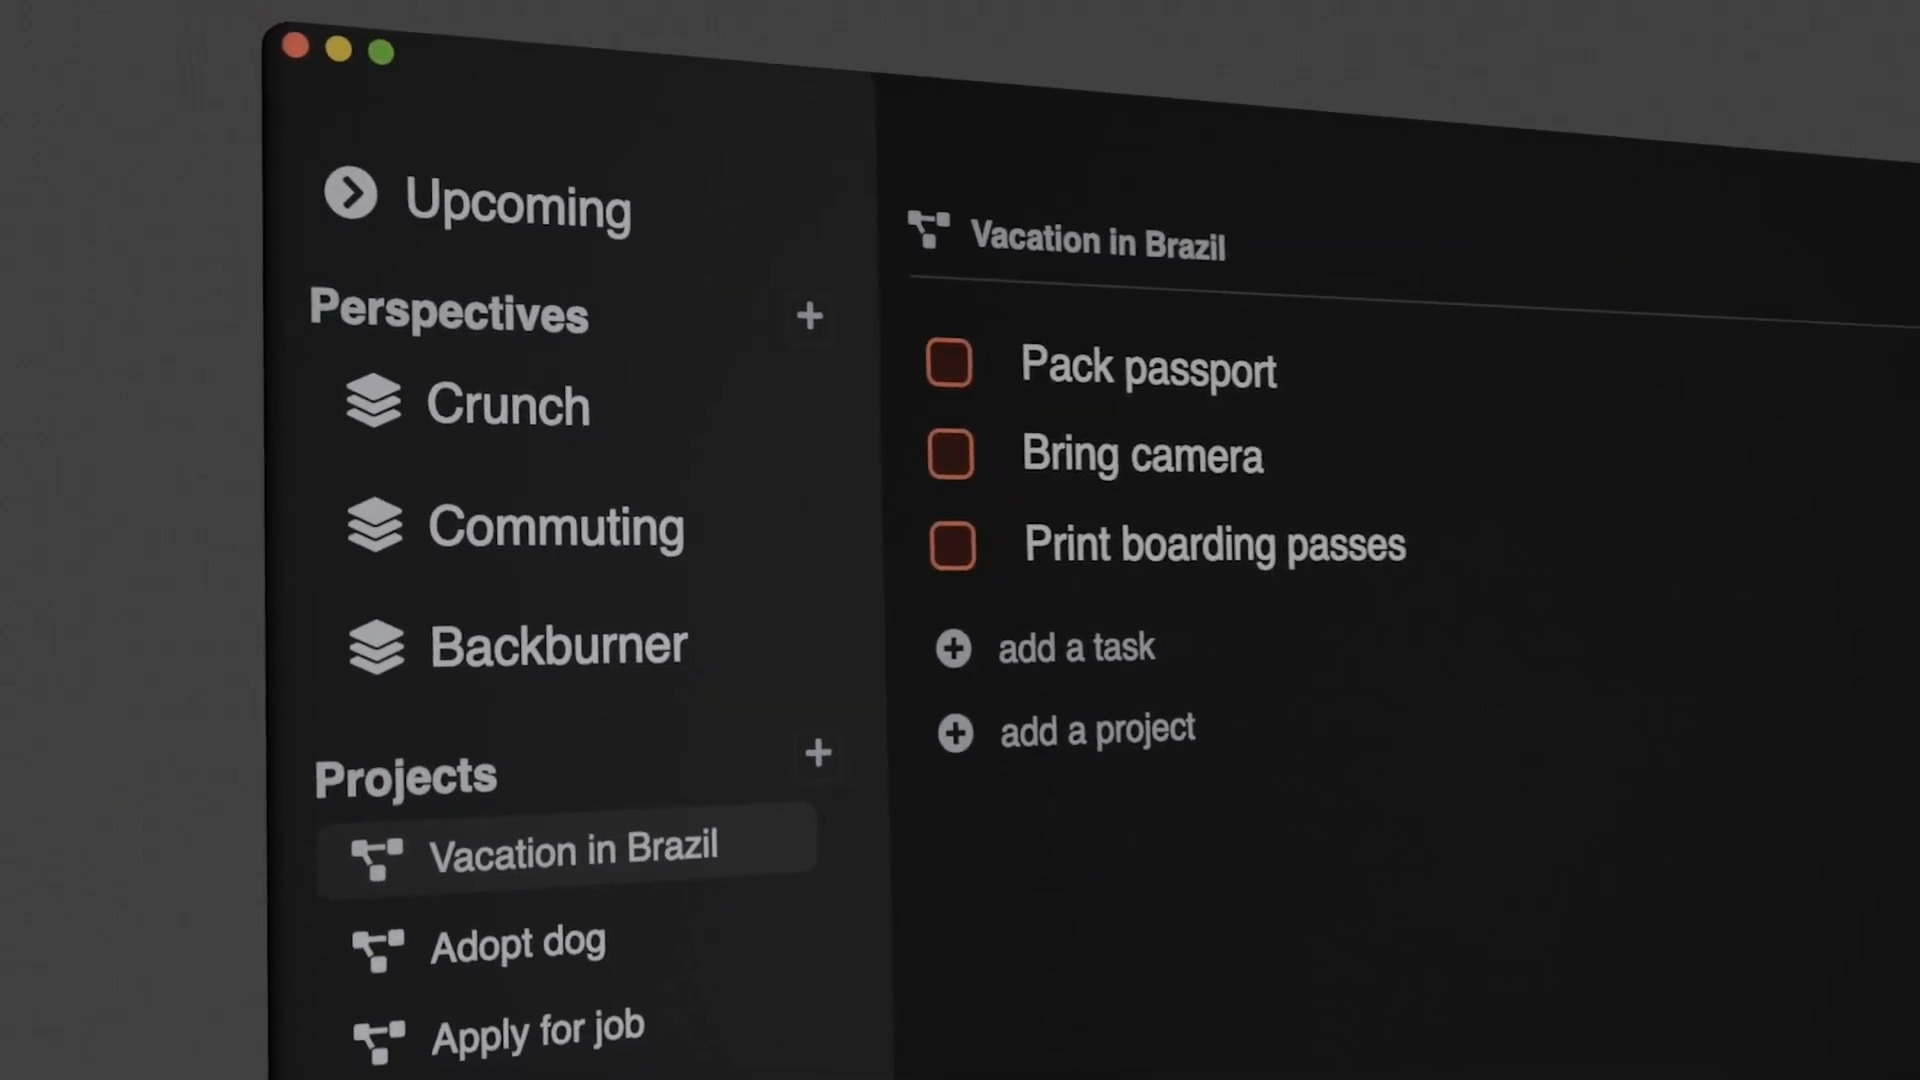 Upcoming
Perspectives
Crunch
Commuting
Backburner
Projects
Vacation in Brazil
Adopt dog
Apply for job
Vacation in Brazil
Pack passport
Bring camera
Print boarding passes
add a task
add a project